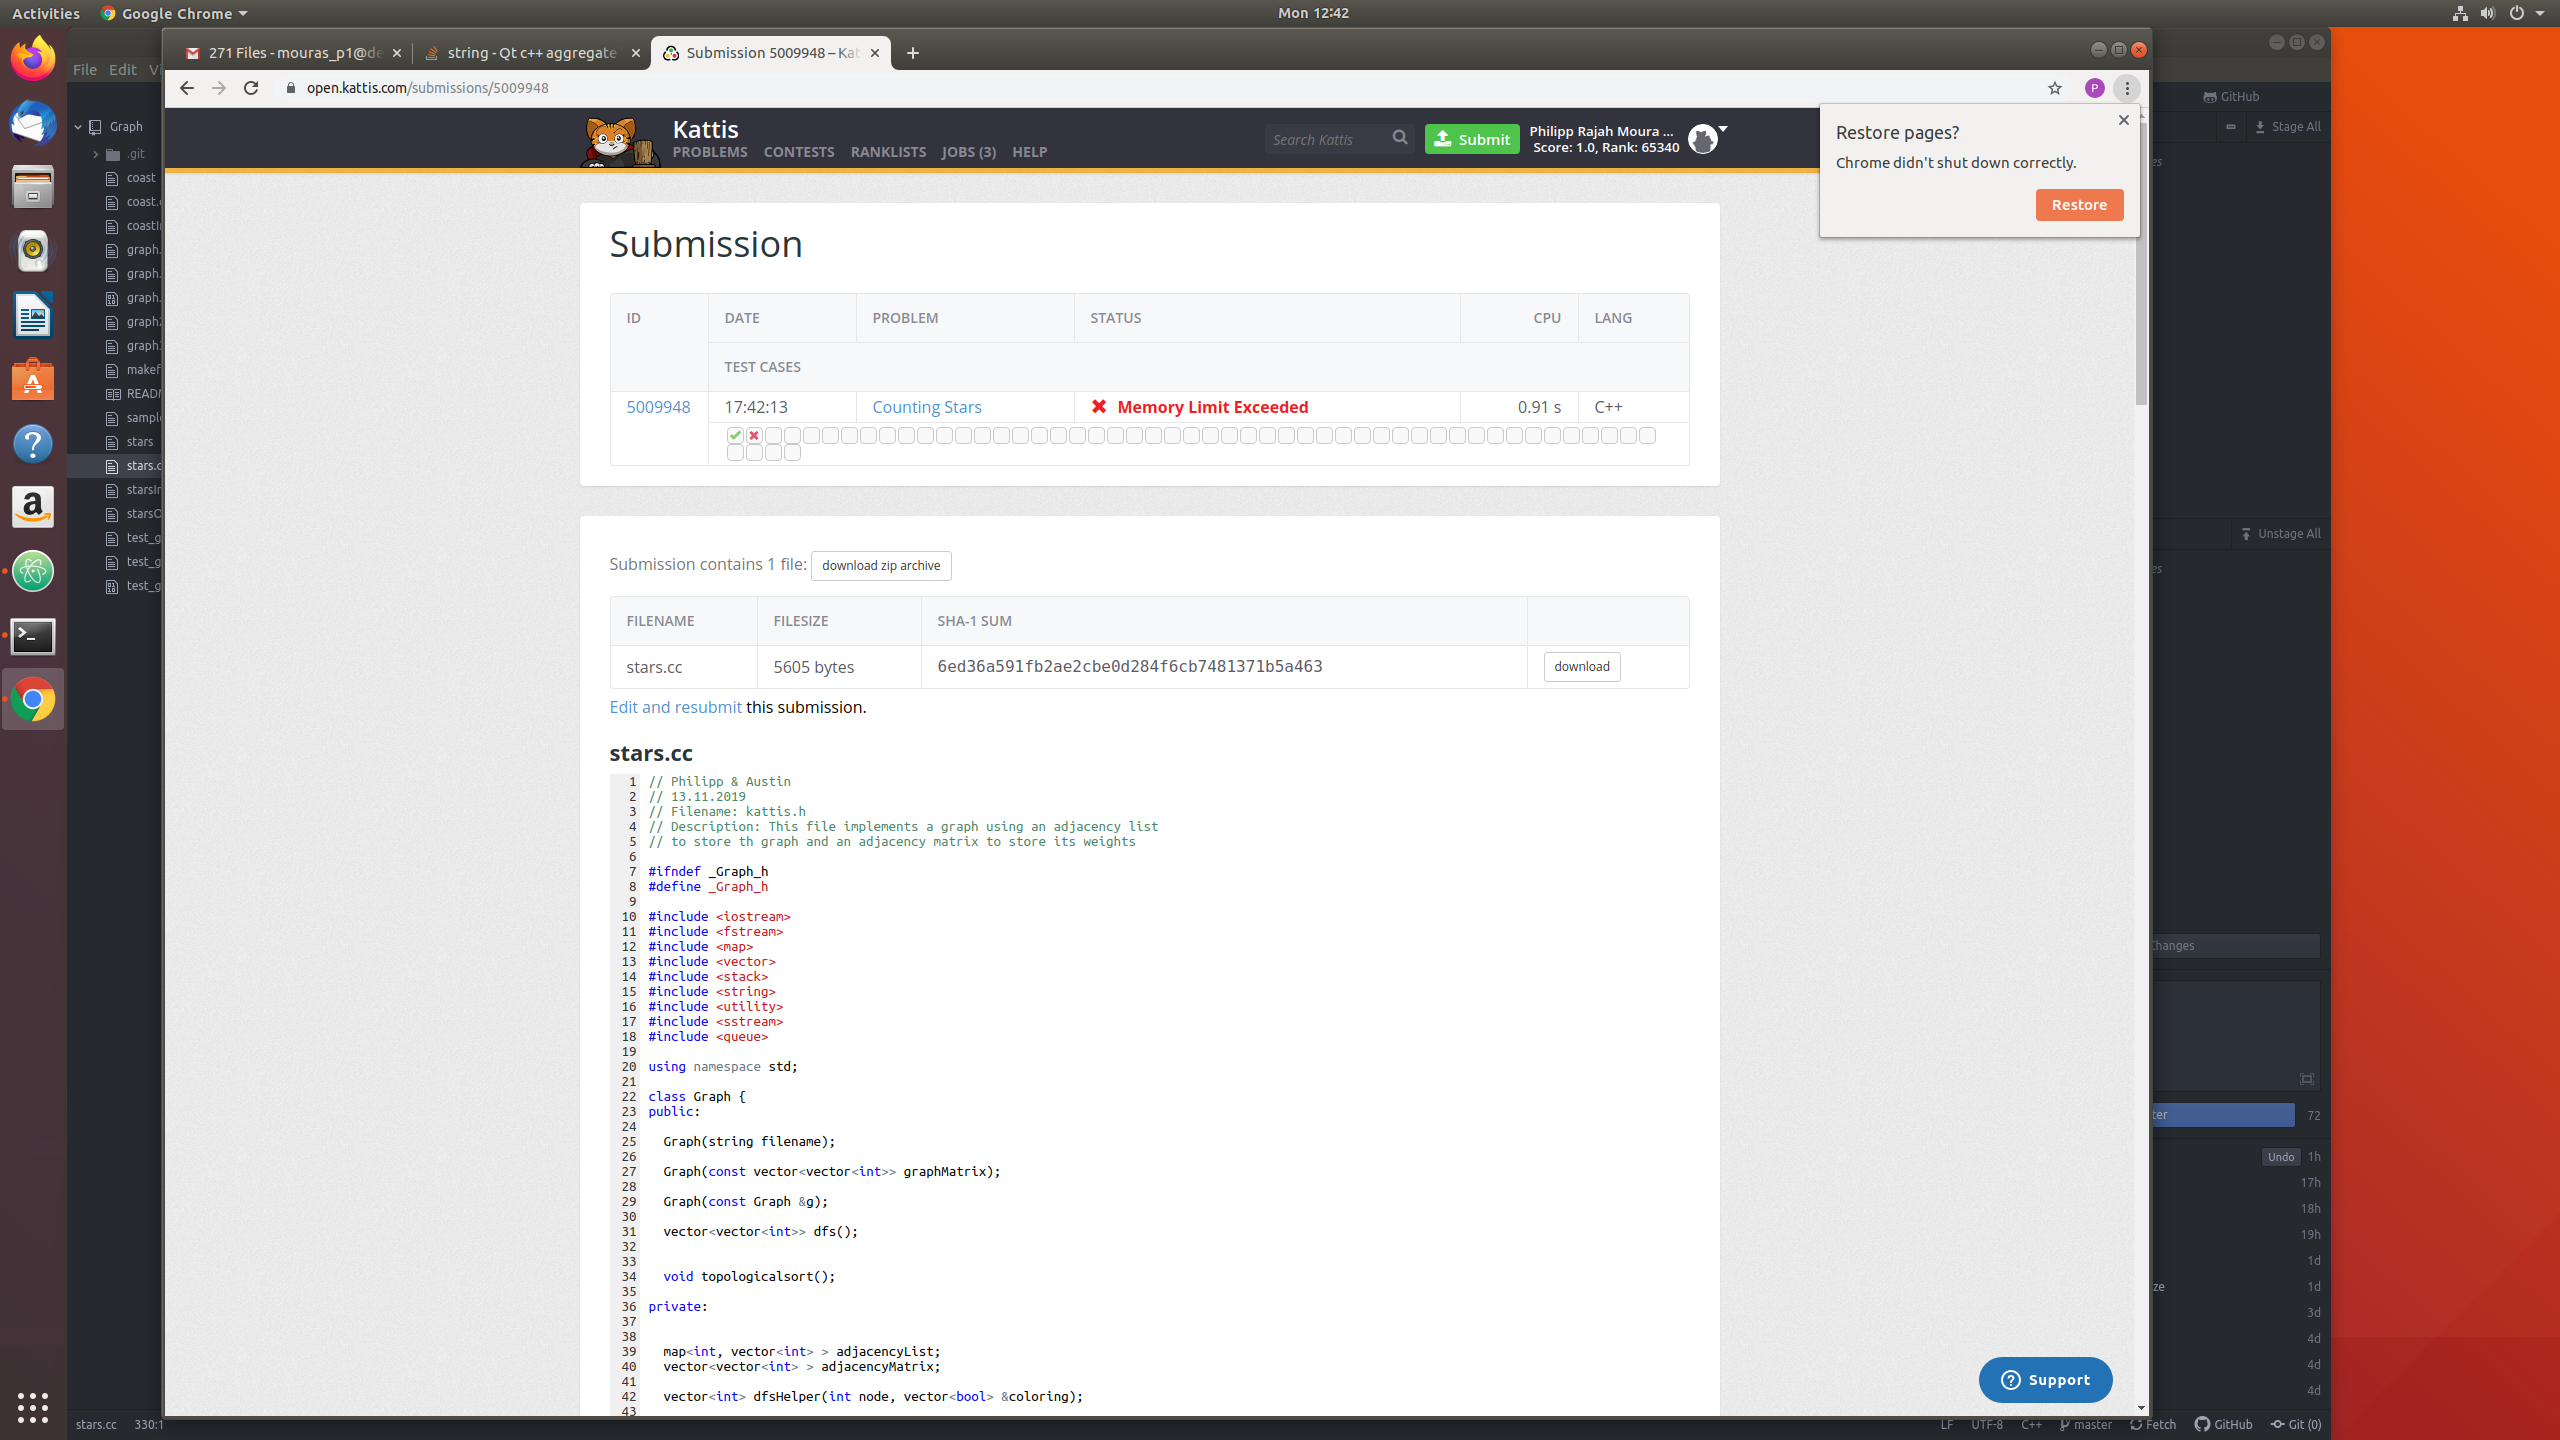 Activities Google Chrome Mon 12:42
271 Files - mouras_p1@de
string - Qt c++ aggregate
Submission 5009948 – Kat
open.kattis.com/submissions/5009948
File Edit
GitHub
Restore pages?
Chrome didn't shut down correctly.
Restore
Kattis
PROBLEMS CONTESTS RANKLISTS JOBS (3) HELP
Search Kattis
Submit
Philipp Rajah Moura ...
Score: 1.0, Rank: 65340
P
Stage All
Graph
.git
coast
coast.
coastI
graph.
graph.
graph.
graph
graph
makef
READ
sampl
stars
stars.c
starsI
starsO
test_g
test_g
test_g
Submission
ID DATE PROBLEM STATUS CPU LANG
TEST CASES
5009948 17:42:13 Counting Stars Memory Limit Exceeded 0.91 s C++
Submission contains 1 file: download zip archive
FILENAME FILESIZE SHA-1 SUM
stars.cc 5605 bytes 6ed36a591fb2ae2cbe0d284f6cb7481371b5a463 download
Edit and resubmit this submission.
stars.cc
1 // Philipp & Austin
2 // 13.11.2019
3 // Filename: kattis.h
4 // Description: This file implements a graph using an adjacency list
5 // to store th graph and an adjacency matrix to store its weights
6
7 #ifndef _Graph_h
8 #define _Graph_h
9
10 #include <iostream>
11 #include <fstream>
12 #include <map>
13 #include <vector>
14 #include <stack>
15 #include <string>
16 #include <utility>
17 #include <sstream>
18 #include <queue>
19
20 using namespace std;
21
22 class Graph {
23 public:
24
25 Graph(string filename);
26
27 Graph(const vector<vector<int>> graphMatrix);
28
29 Graph(const Graph &g);
30
31 vector<vector<int>> dfs();
32
33
34 void topologicalsort();
35
36 private:
37
38
39 map<int, vector<int> > adjacencyList;
40 vector<vector<int> > adjacencyMatrix;
41
42 vector<int> dfsHelper(int node, vector<bool> &coloring);
43
Unstage All
Changes
72
Undo 1h
17h
18h
19h
1d
1d
3d
4d
4d
4d
Support
stars.cc 330:1
LF UTF-8 C++ master Fetch GitHub Git (0)